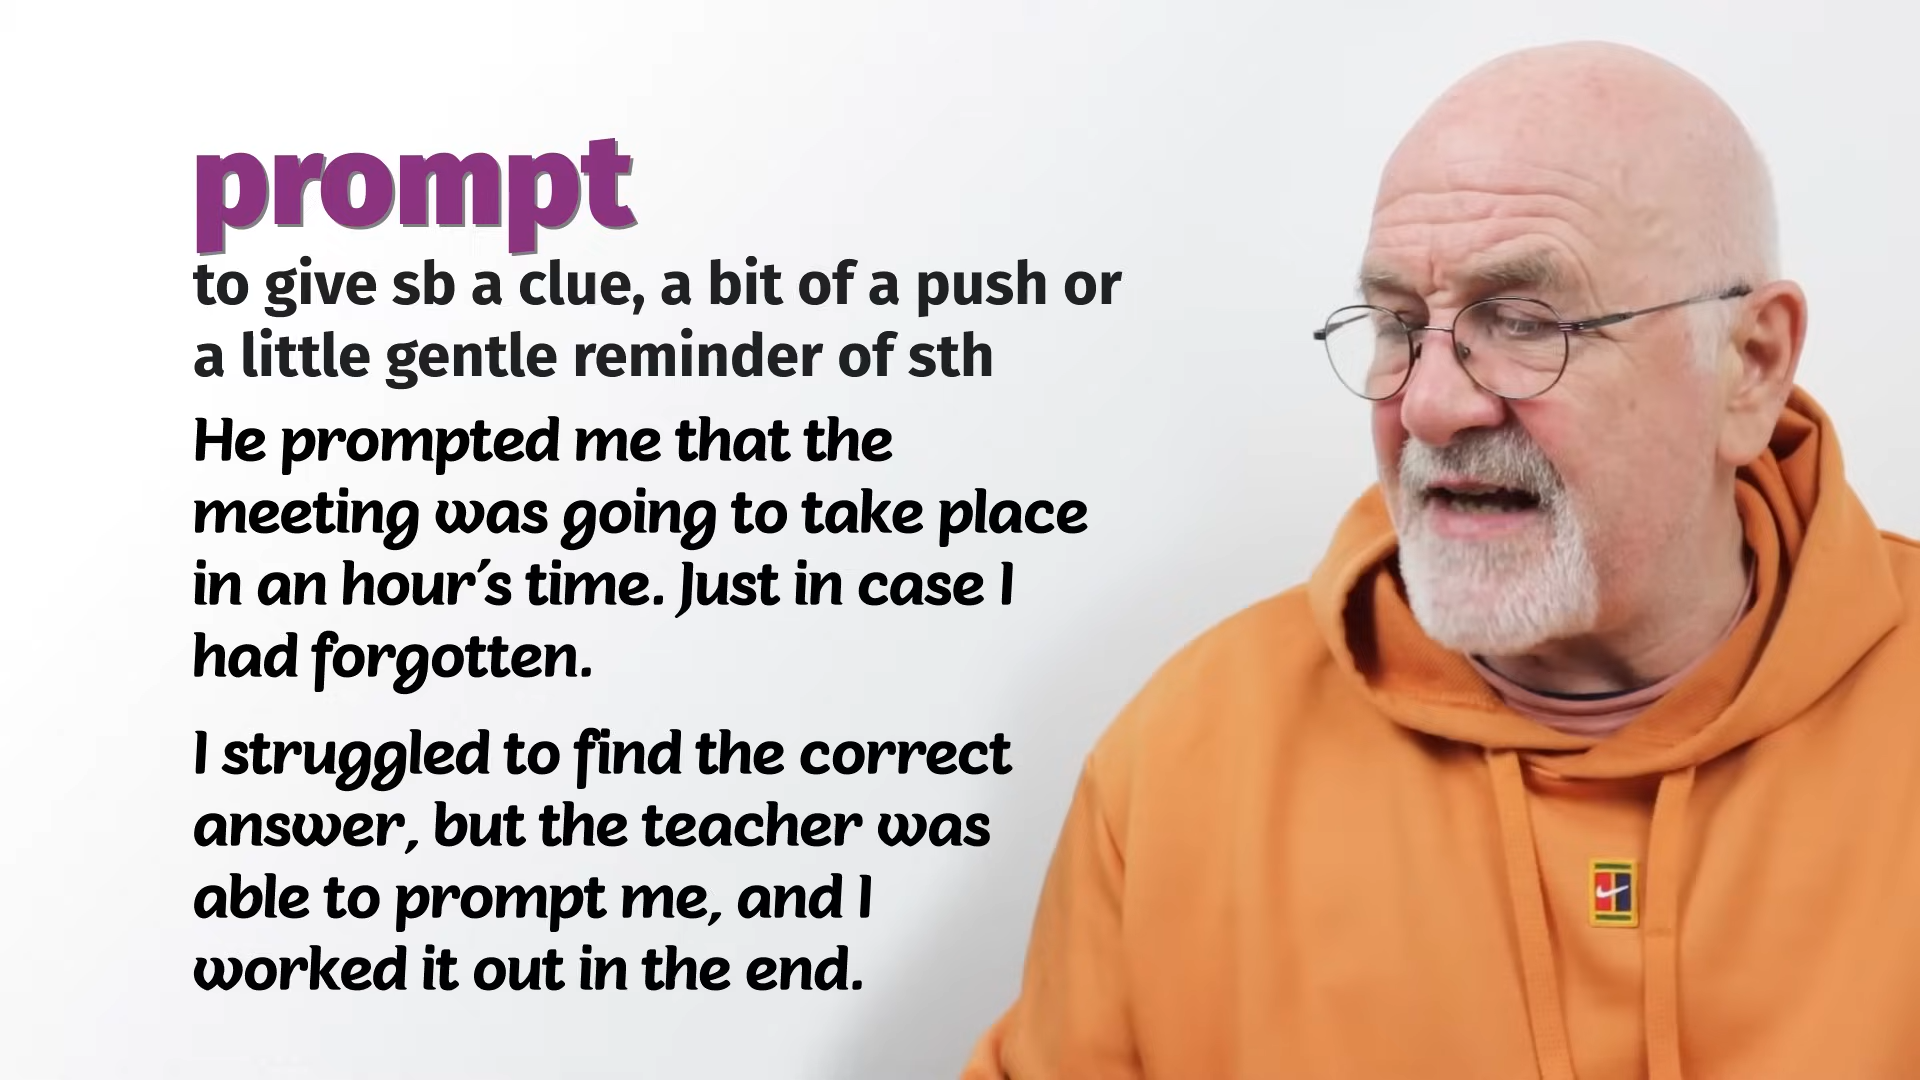 prompt
to give sb a clue, a bit of a push or
a little gentle reminder of sth
He prompted me that the
meeting was going to take place
in an hour's time. Just in case I
had forgotten.
I struggled to find the correct
answer, but the teacher was
able to prompt me, and I
worked it out in the end.